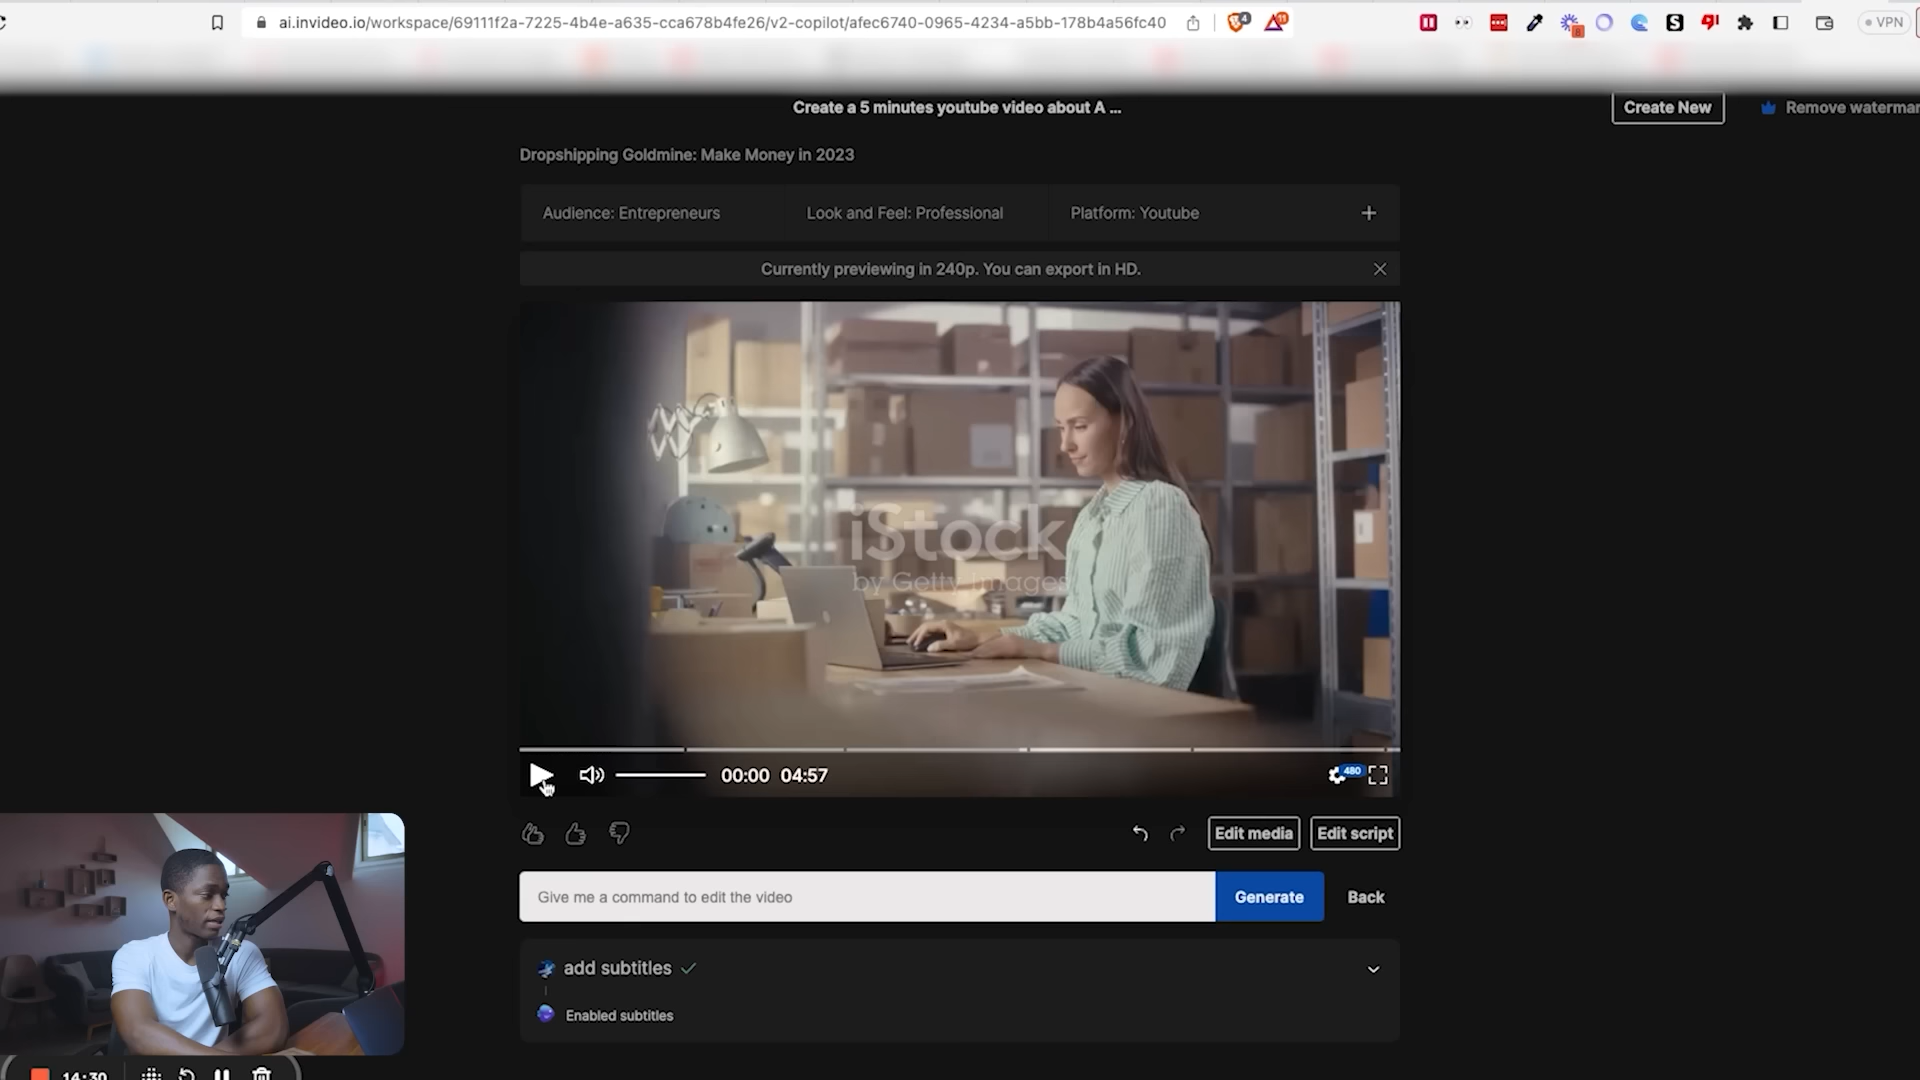 ai.invideo.io/workspace/69111f2a-7225-4b4e-a635-cca678b4fe26/v2-copilot/afec6740-0965-4234-a5bb-178b4a56fc40
4
11
8
VPN
Create a 5 minutes youtube video about A ...
Create New
Remove watermar
Dropshipping Goldmine: Make Money in 2023
Audience: Entrepreneurs
Look and Feel: Professional
Platform: Youtube
Currently previewing in 240p. You can export in HD.
iStock
by Getty Images
00:00 04:57
480
Edit media
Edit script
Give me a command to edit the video
Generate
Back
add subtitles
Enabled subtitles
14:30